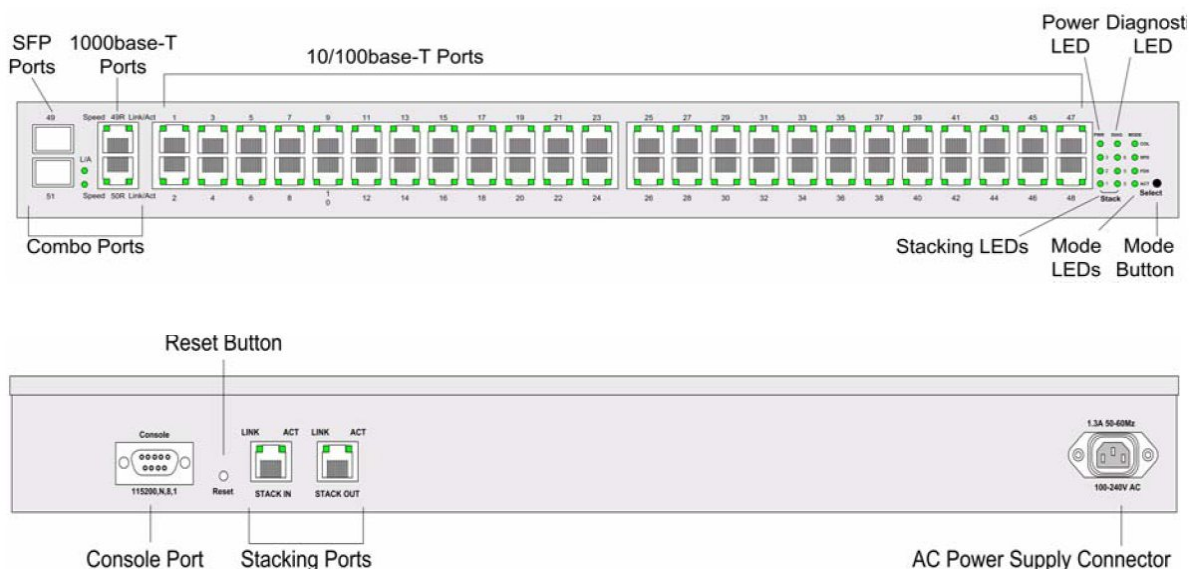 Power Diagnosti
LED LED
SFP 1000base-T
Ports Ports
10/100base-T Ports
49 Speed 49R Link/Act 1 3 5 7 9 11 13 15 17 19 21 23 25 27 29 31 33 35 37 39 41 43 45 47
PWR DIAG MODE
COL
L/A
SPD
FDX
ACT
51 Speed 50R Link/Act 2 4 6 8 1 12 14 16 18 20 22 24 26 28 30 32 34 36 38 40 42 44 46 48
0
Stack Select
Combo Ports
Stacking LEDs Mode Mode
LEDs Button
Reset Button
Console
LINK ACT LINK ACT
1.3A 50-60Mz
115200,N,8,1 Reset STACK IN STACK OUT
100-240V AC
Console Port Stacking Ports AC Power Supply Connector